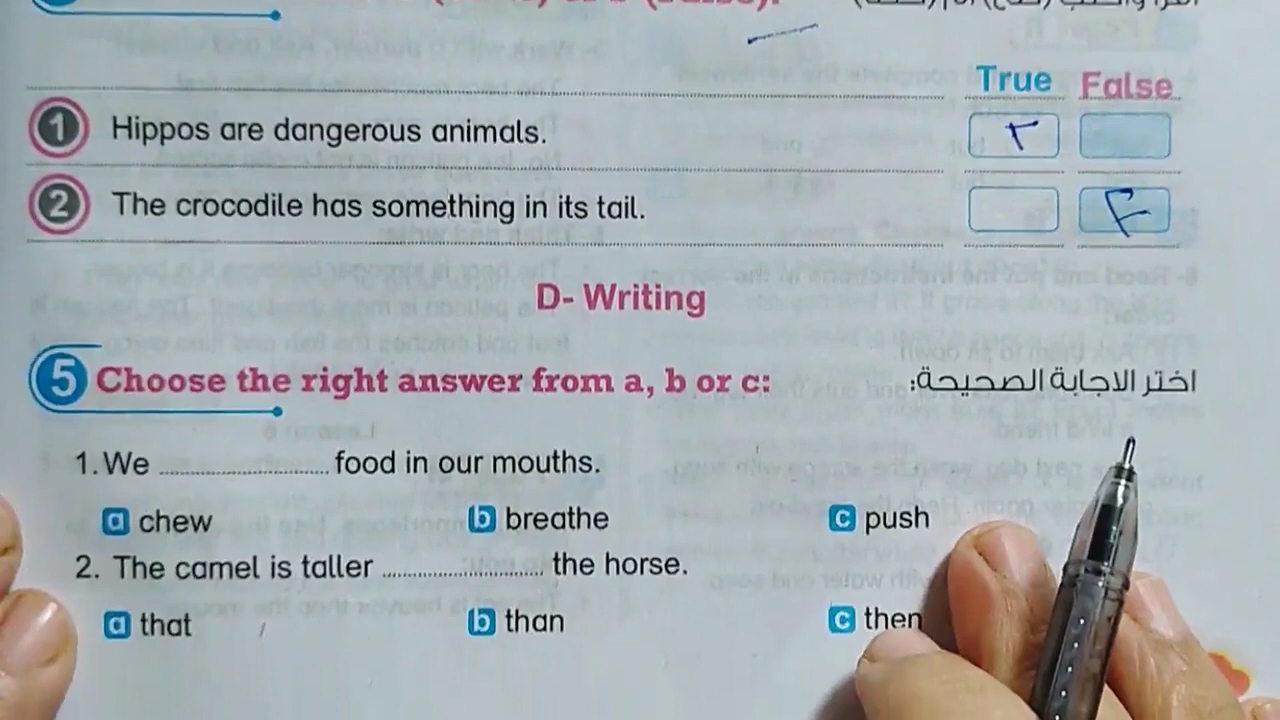 True False
1 Hippos are dangerous animals. T
2 The crocodile has something in its tail. F
D- Writing
5 Choose the right answer from a, b or c: اختر الاجابة الصحيحة:
1. We .................... food in our mouths.
a chew b breathe c push
2. The camel is taller .................... the horse.
a that b than c then